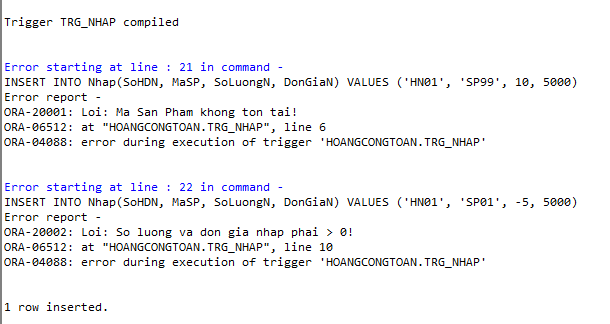 Trigger TRG_NHAP compiled
Error starting at line : 21 in command -
INSERT INTO Nhap(SoHDN, MaSP, SoLuongN, DonGiaN) VALUES ('HN01', 'SP99', 10, 5000)
Error report -
ORA-20001: Loi: Ma San Pham khong ton tai!
ORA-06512: at "HOANGCONGTOAN.TRG_NHAP", line 6
ORA-04088: error during execution of trigger 'HOANGCONGTOAN.TRG_NHAP'
Error starting at line : 22 in command -
INSERT INTO Nhap(SoHDN, MaSP, SoLuongN, DonGiaN) VALUES ('HN01', 'SP01', -5, 5000)
Error report -
ORA-20002: Loi: So luong va don gia nhap phai > 0!
ORA-06512: at "HOANGCONGTOAN.TRG_NHAP", line 10
ORA-04088: error during execution of trigger 'HOANGCONGTOAN.TRG_NHAP'
1 row inserted.